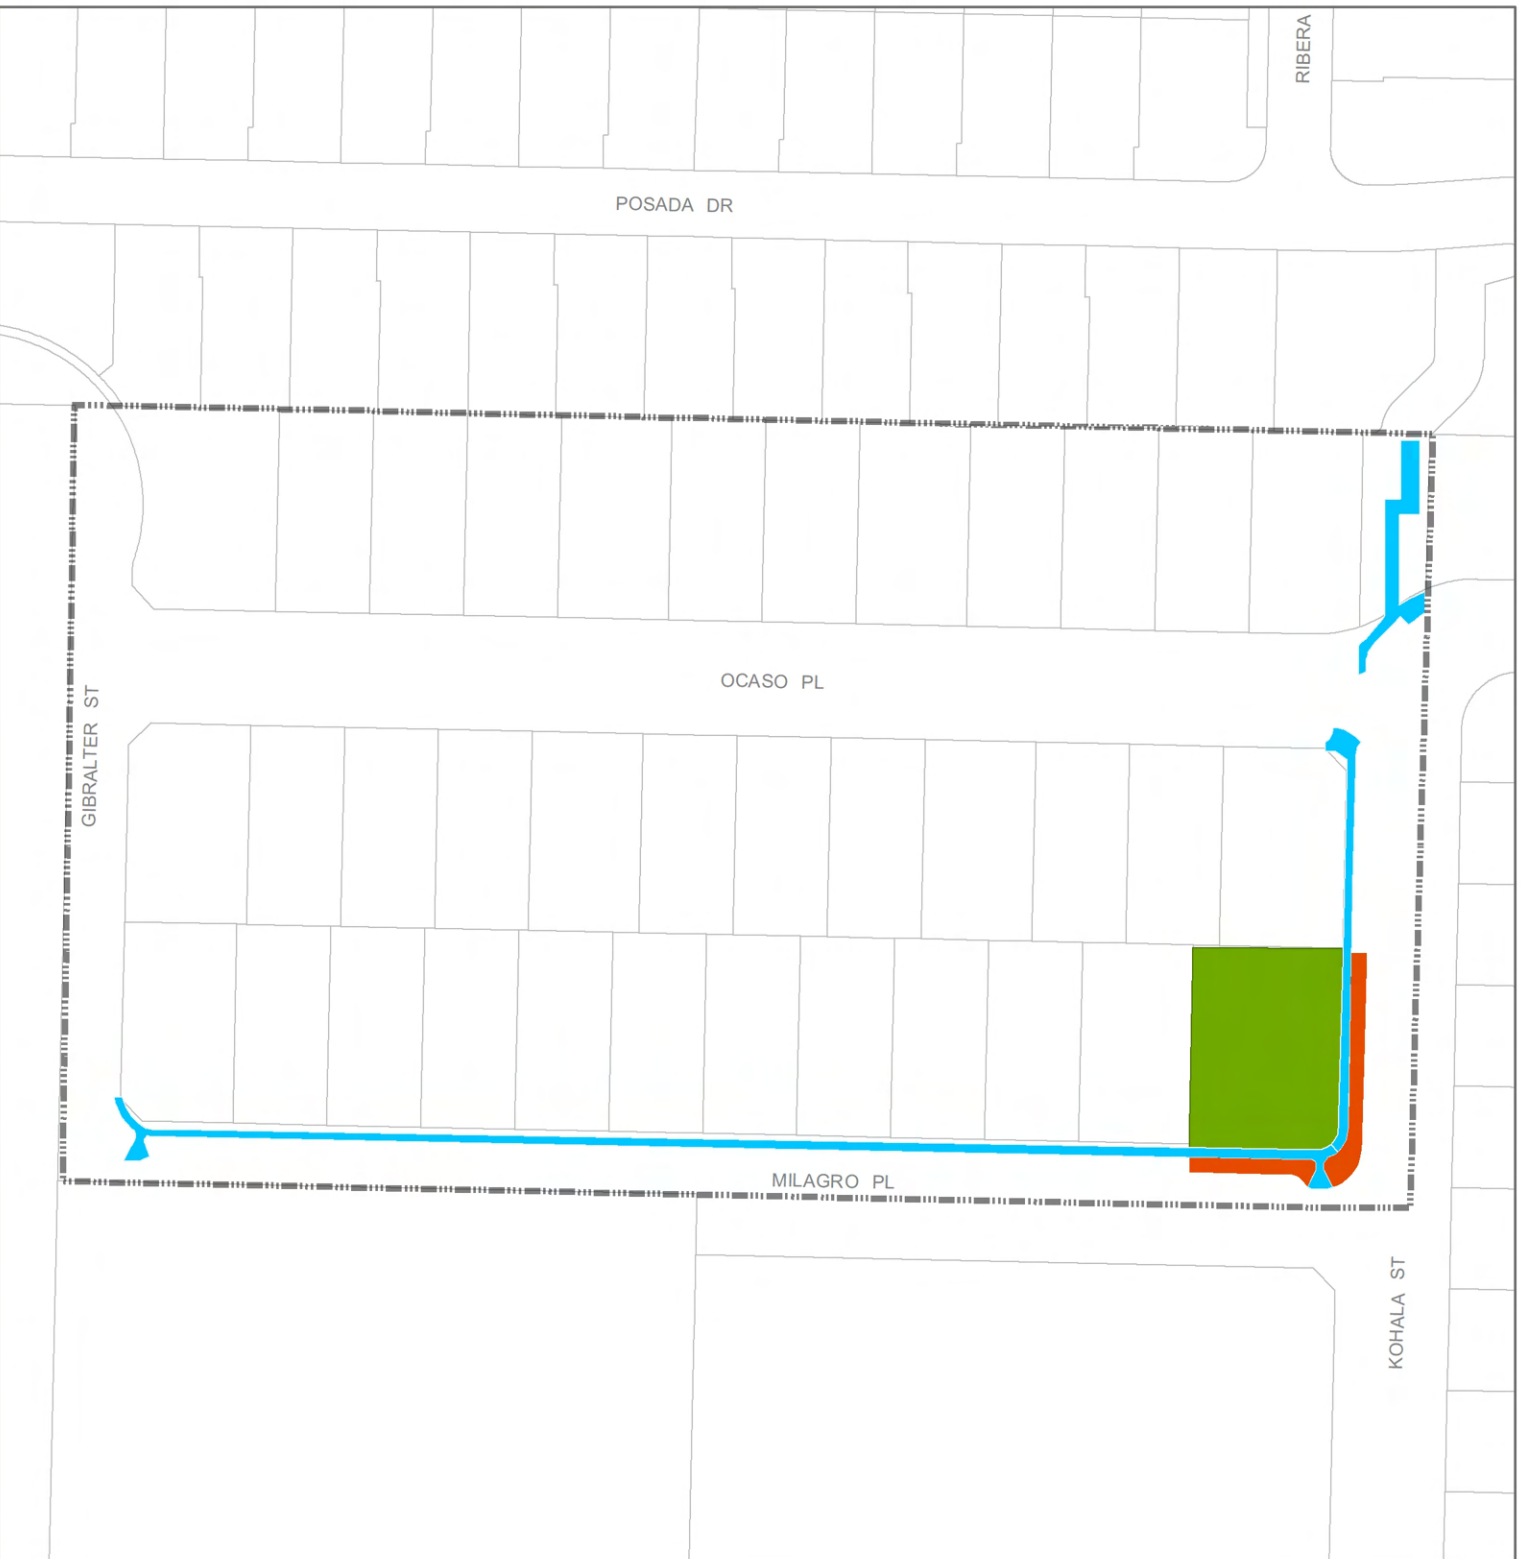 RIBERA
POSADA DR
OCASO PL
GIBRALTER ST
MILAGRO PL
KOHALA ST